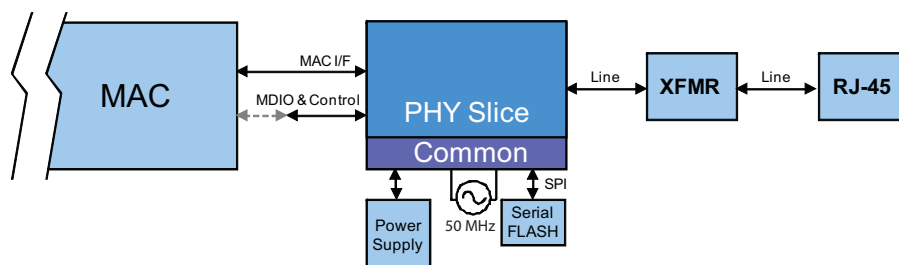 MAC
MAC I/F
MDIO & Control
PHY Slice
Common
Line
XFMR
Line
RJ-45
Power
Supply
50 MHz
SPI
Serial
FLASH